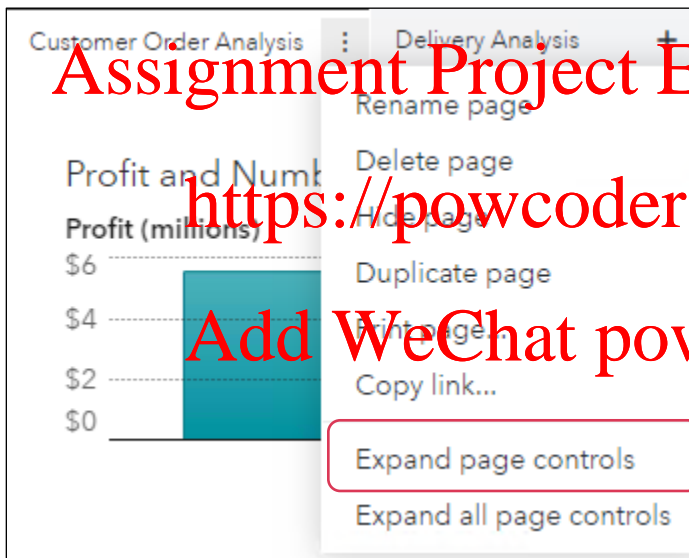 Customer Order Analysis ⋮ Delivery Analysis +
Assignment Project E
Rename page
Profit and Numb
Delete page
https://powcoder
Profit (millions)
Hide page
$6
Duplicate page
$4
Add WeChat pow
Print page...
$2
Copy link...
$0
Expand page controls
Expand all page controls